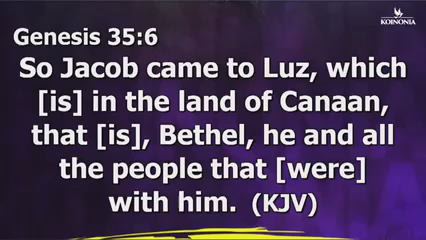 KOINONIA
Genesis 35:6
So Jacob came to Luz, which
[is] in the land of Canaan,
that [is], Bethel, he and all
the people that [were]
with him. (KJV)